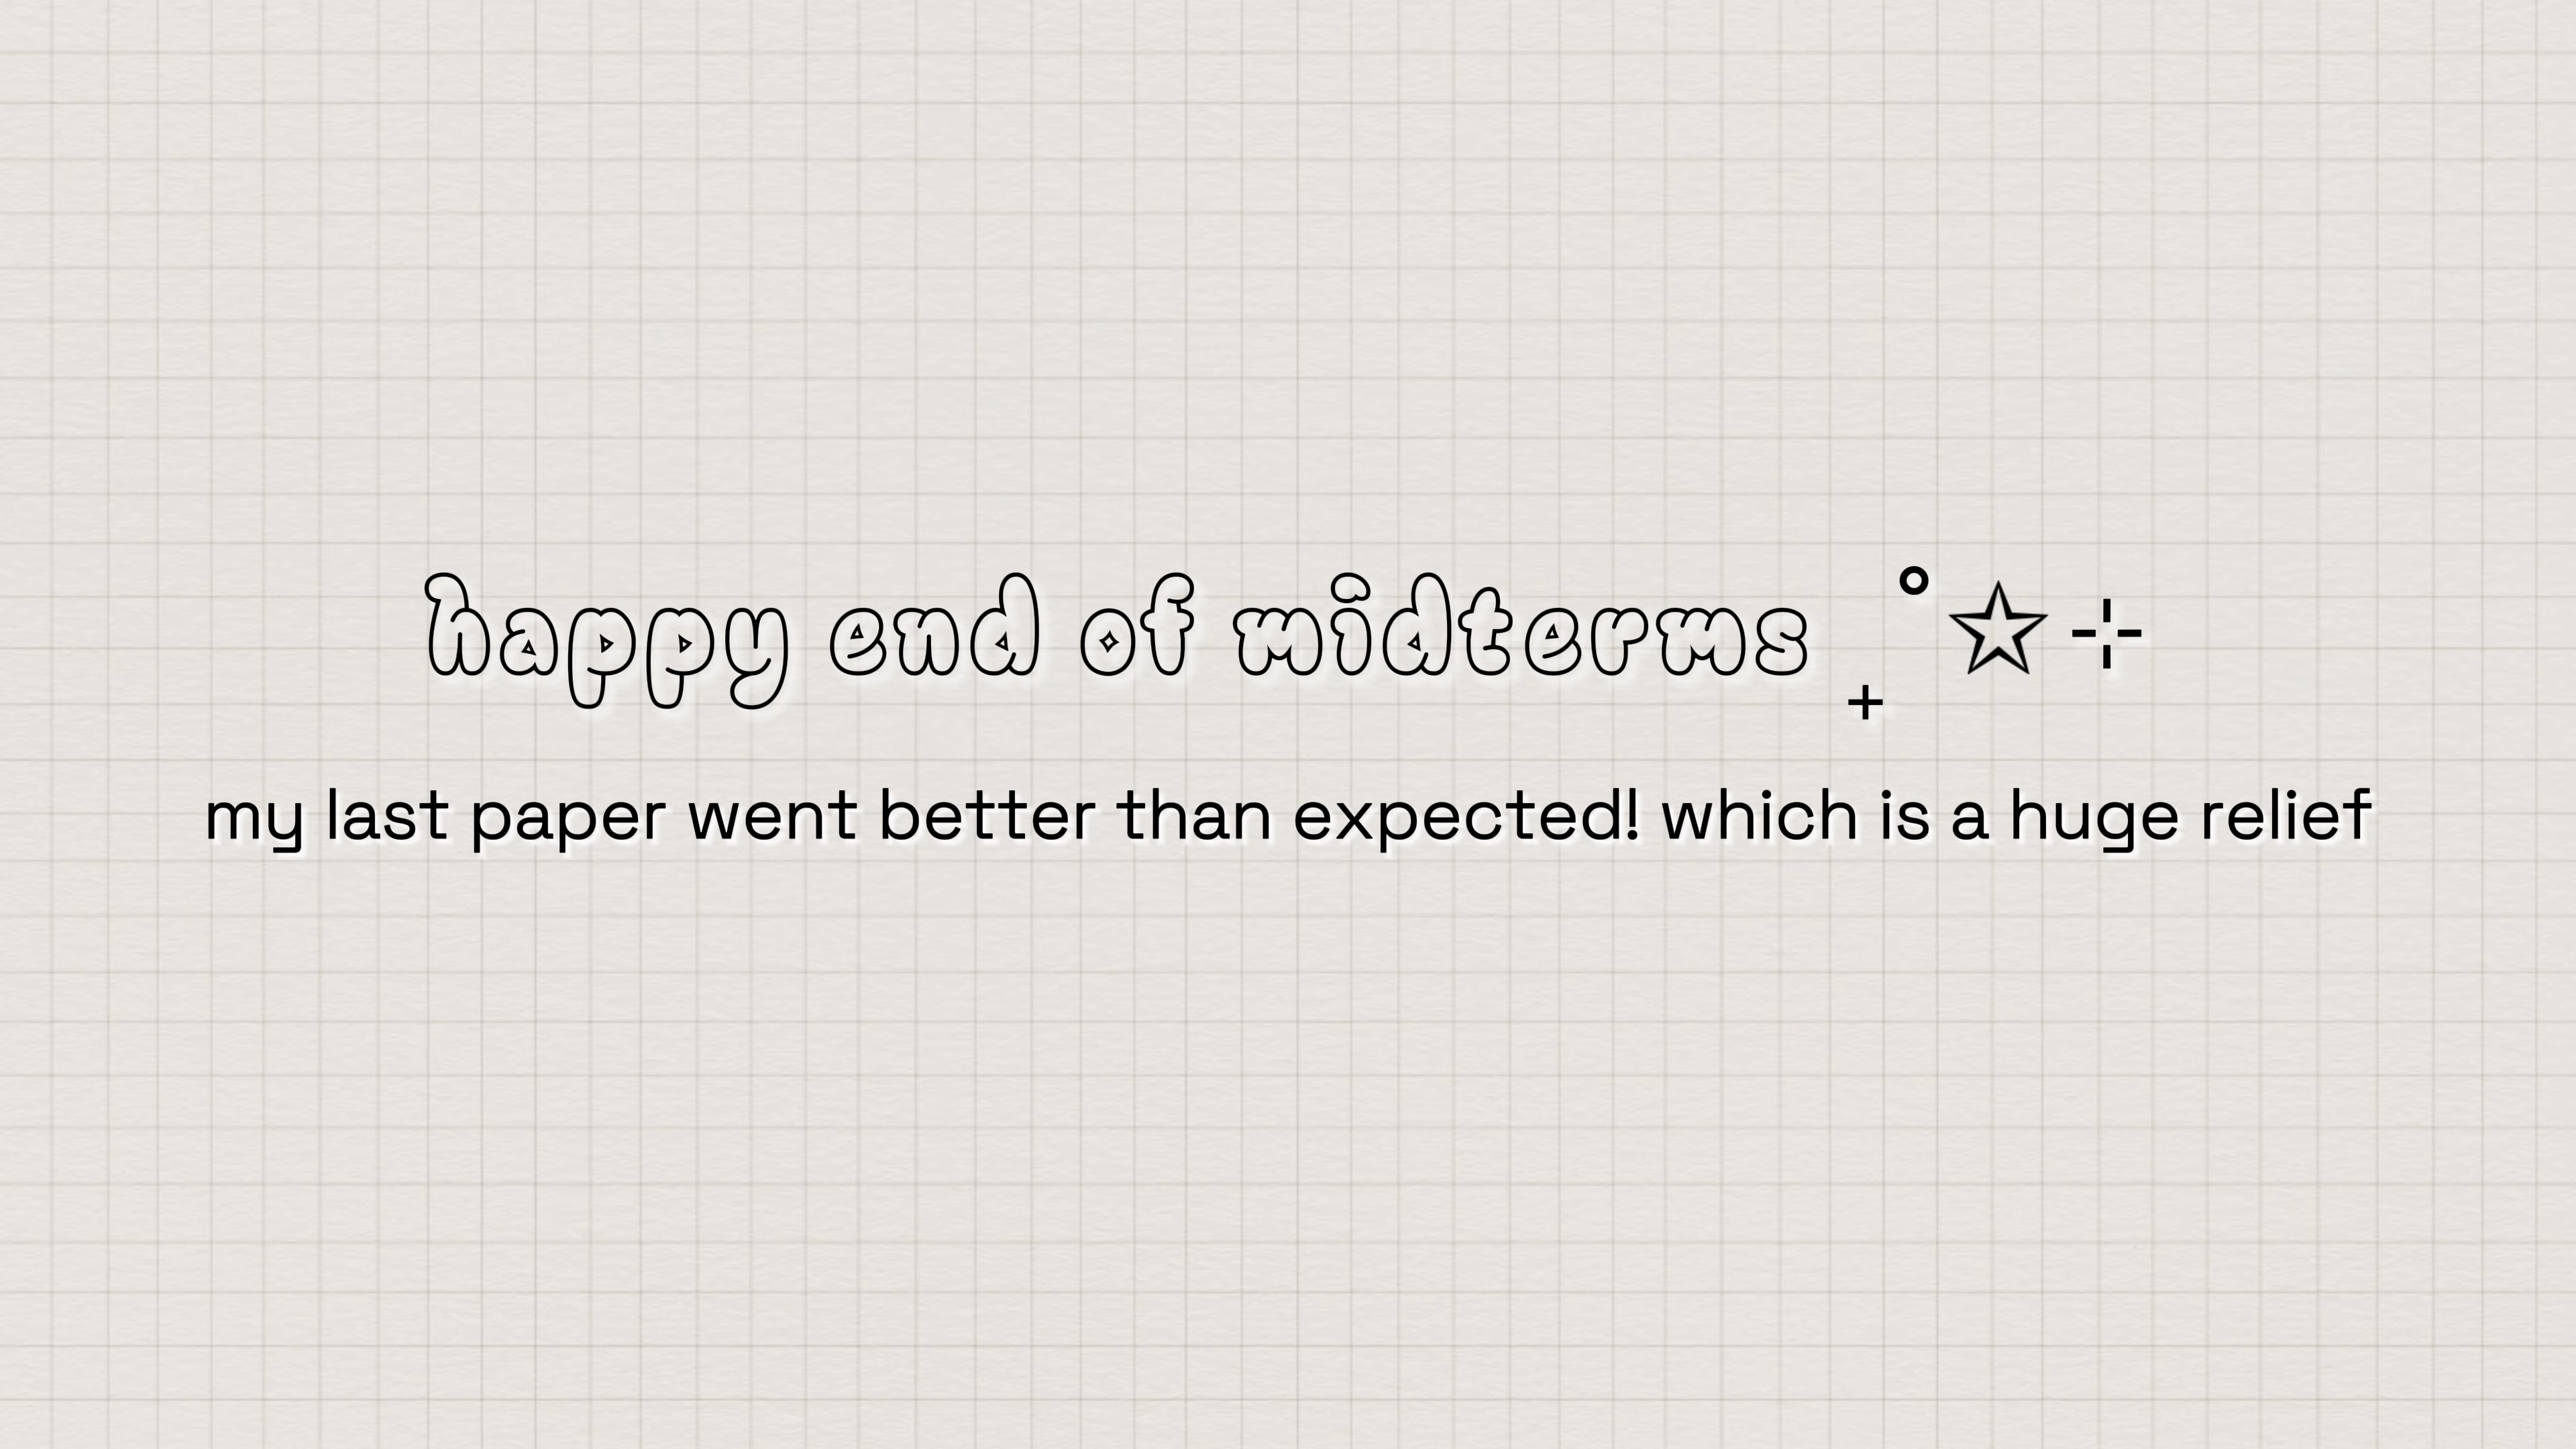 happy end of midterms ₊˚☆⊹
my last paper went better than expected! which is a huge relief